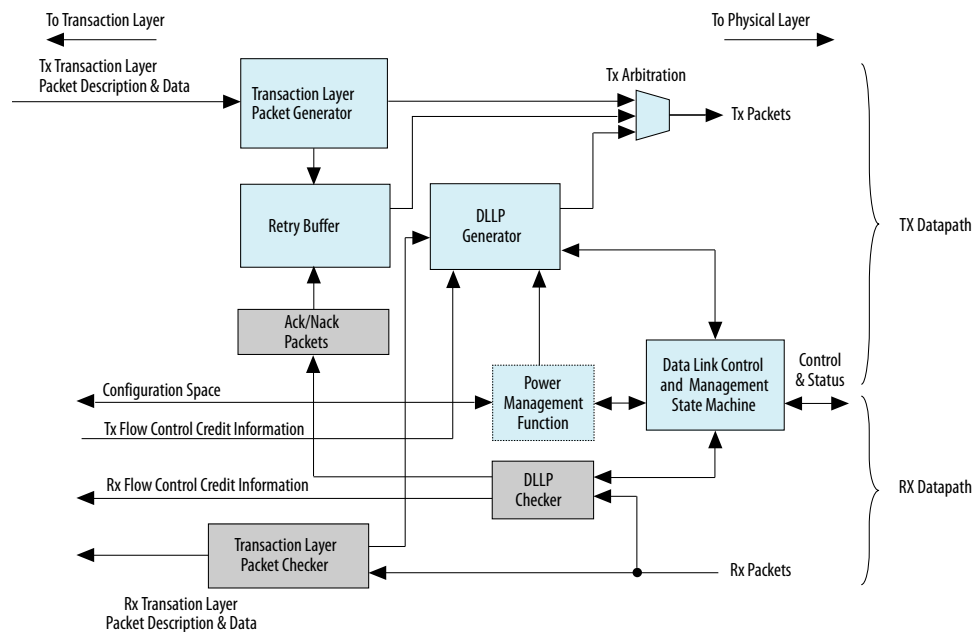 To Transaction Layer
To Physical Layer
Tx Transaction Layer
Packet Description & Data
Transaction Layer
Packet Generator
Tx Arbitration
Tx Packets
Retry Buffer
DLLP
Generator
TX Datapath
Ack/Nack
Packets
Data Link Control
and Management
State Machine
Control
& Status
Configuration Space
Power
Management
Function
Tx Flow Control Credit Information
Rx Flow Control Credit Information
DLLP
Checker
RX Datapath
Transaction Layer
Packet Checker
Rx Packets
Rx Transation Layer
Packet Description & Data